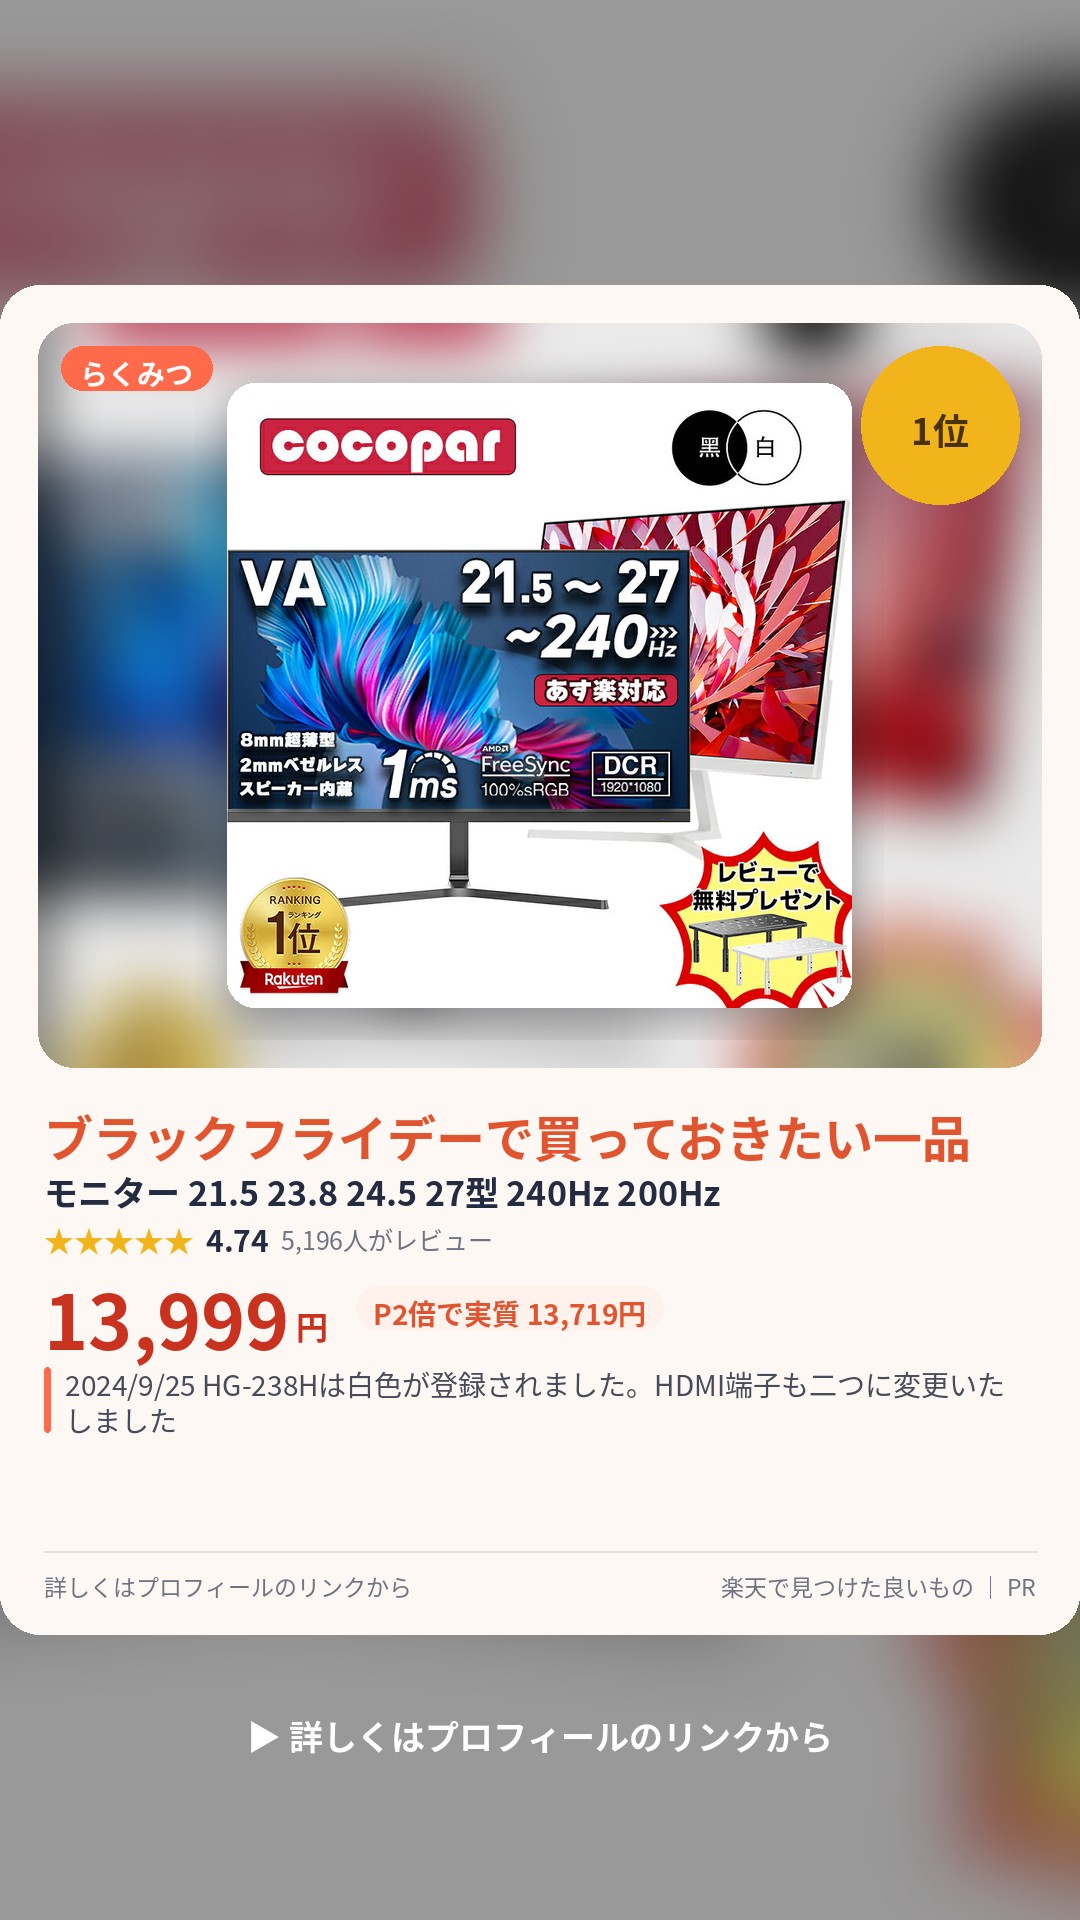 らくみつ
1位
cocopar
黒 白
VA
21.5 ～ 27
~240Hz
あす楽対応
8mm超薄型
2mmベゼルレス
スピーカー内蔵
1ms
AMD
FreeSync
100%sRGB
DCR
1920*1080
レビューで
無料プレゼント
RANKING
ランキング
1位
Rakuten
ブラックフライデーで買っておきたい一品
モニター 21.5 23.8 24.5 27型 240Hz 200Hz
★★★★★ 4.74 5,196人がレビュー
13,999円 P2倍で実質 13,719円
2024/9/25 HG-238Hは白色が登録されました。HDMI端子も二つに変更いた
しました
詳しくはプロフィールのリンクから
楽天で見つけた良いもの｜PR
▶ 詳しくはプロフィールのリンクから